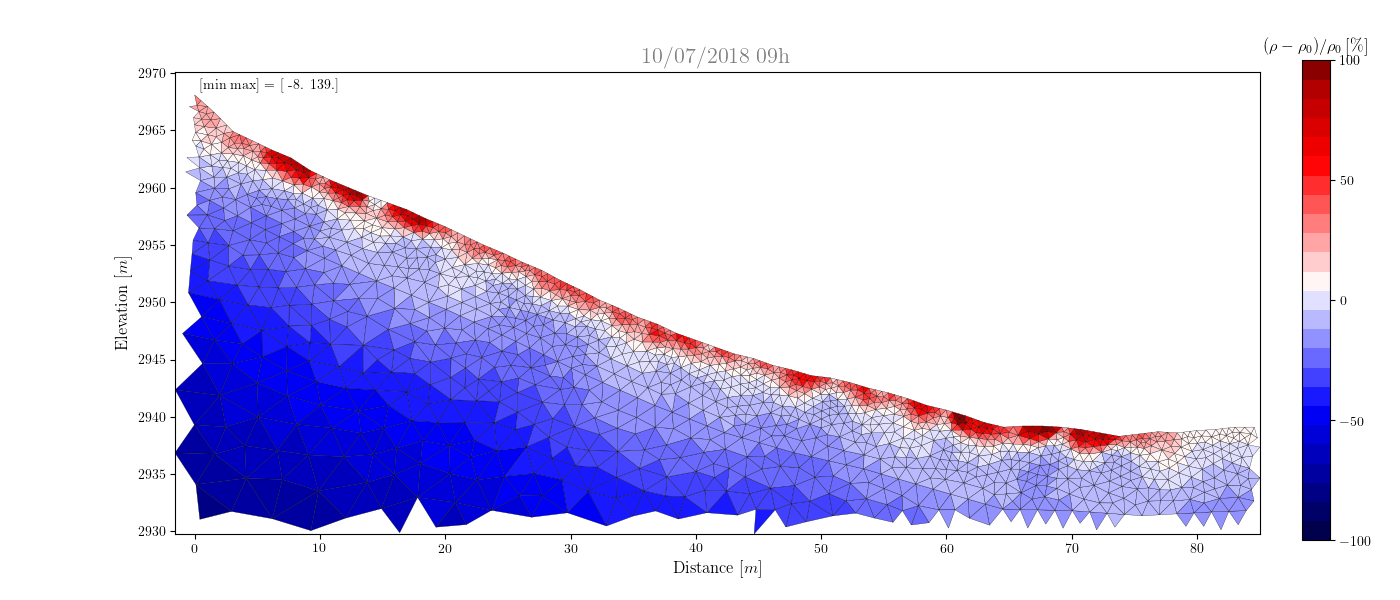 10/07/2018 09h
(ρ − ρ₀)/ρ₀ [%]
[min max] = [ -8. 139.]
2970
2965
2960
2955
2950
2945
2940
2935
2930
Elevation [m]
0 10 20 30 40 50 60 70 80
Distance [m]
100
50
0
−50
−100